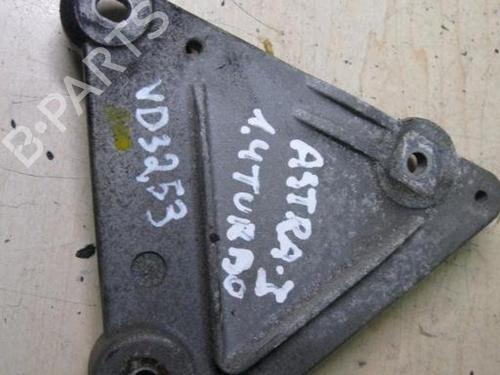 B-PARTS
VD3253
ASTRA.J
1.4TURBO